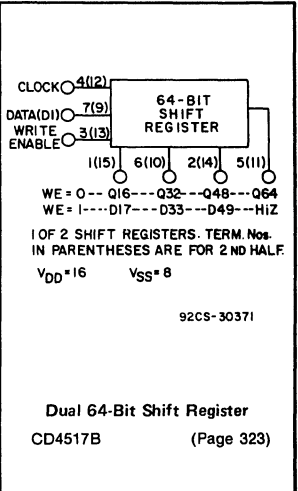 CLOCK 4(12)
64-BIT
SHIFT
REGISTER
DATA(DI) 7(9)
WRITE
ENABLE 3(13)
1(15) 6(10) 2(14) 5(11)
WE = 0-- Q16---Q32---Q48---Q64
WE = 1----D17---D33---D49---HiZ
1 OF 2 SHIFT REGISTERS. TERM. Nos.
IN PARENTHESES ARE FOR 2 ND HALF.
VDD=16 VSS=8
92CS-30371
Dual 64-Bit Shift Register
CD4517B (Page 323)